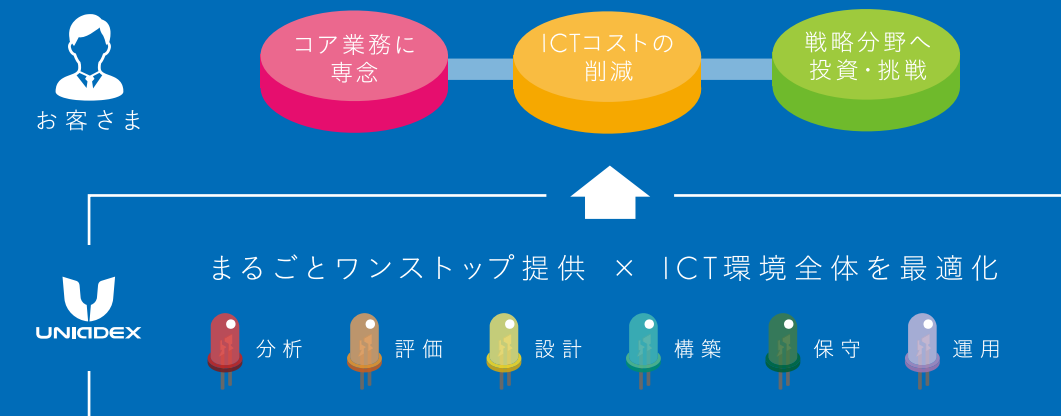 コア業務に
専念
ICTコストの
削減
戦略分野へ
投資・挑戦
お客さま
まるごとワンストップ提供 × ICT環境全体を最適化
UNIADEX
分析
評価
設計
構築
保守
運用